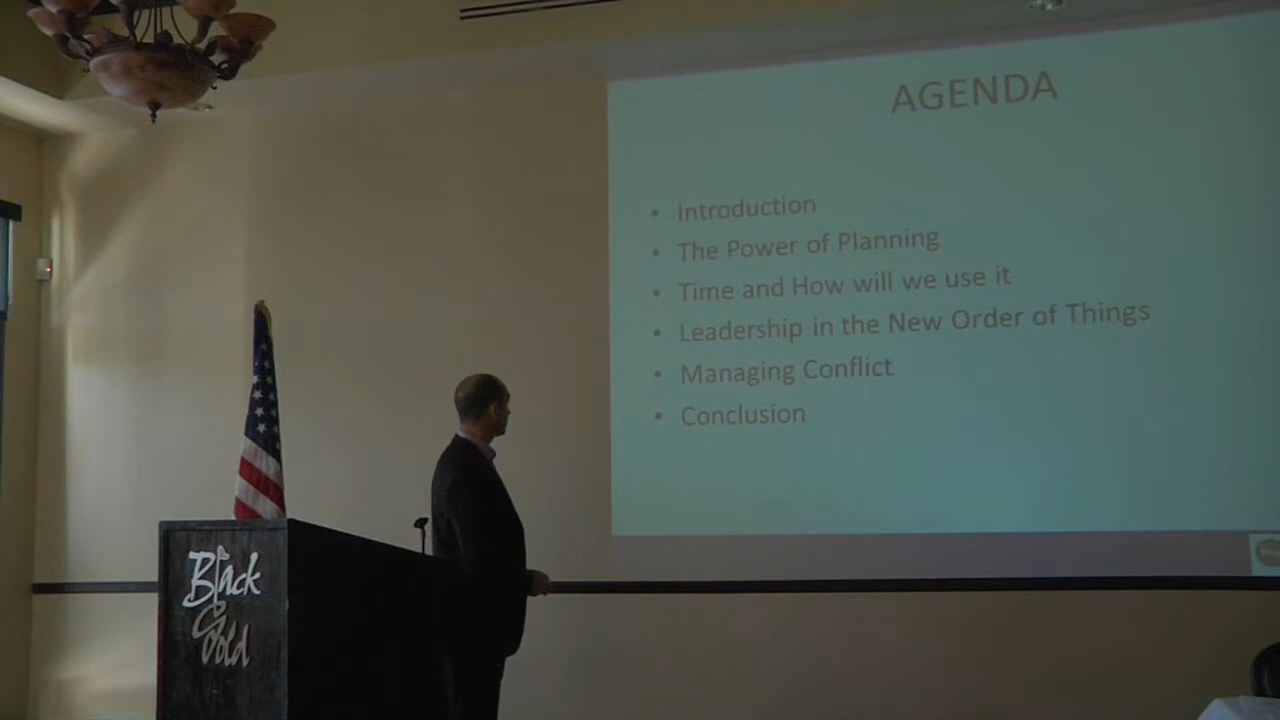 AGENDA
• Introduction
• The Power of Planning
• Time and How will we use it
• Leadership in the New Order of Things
• Managing Conflict
• Conclusion
Black
Gold